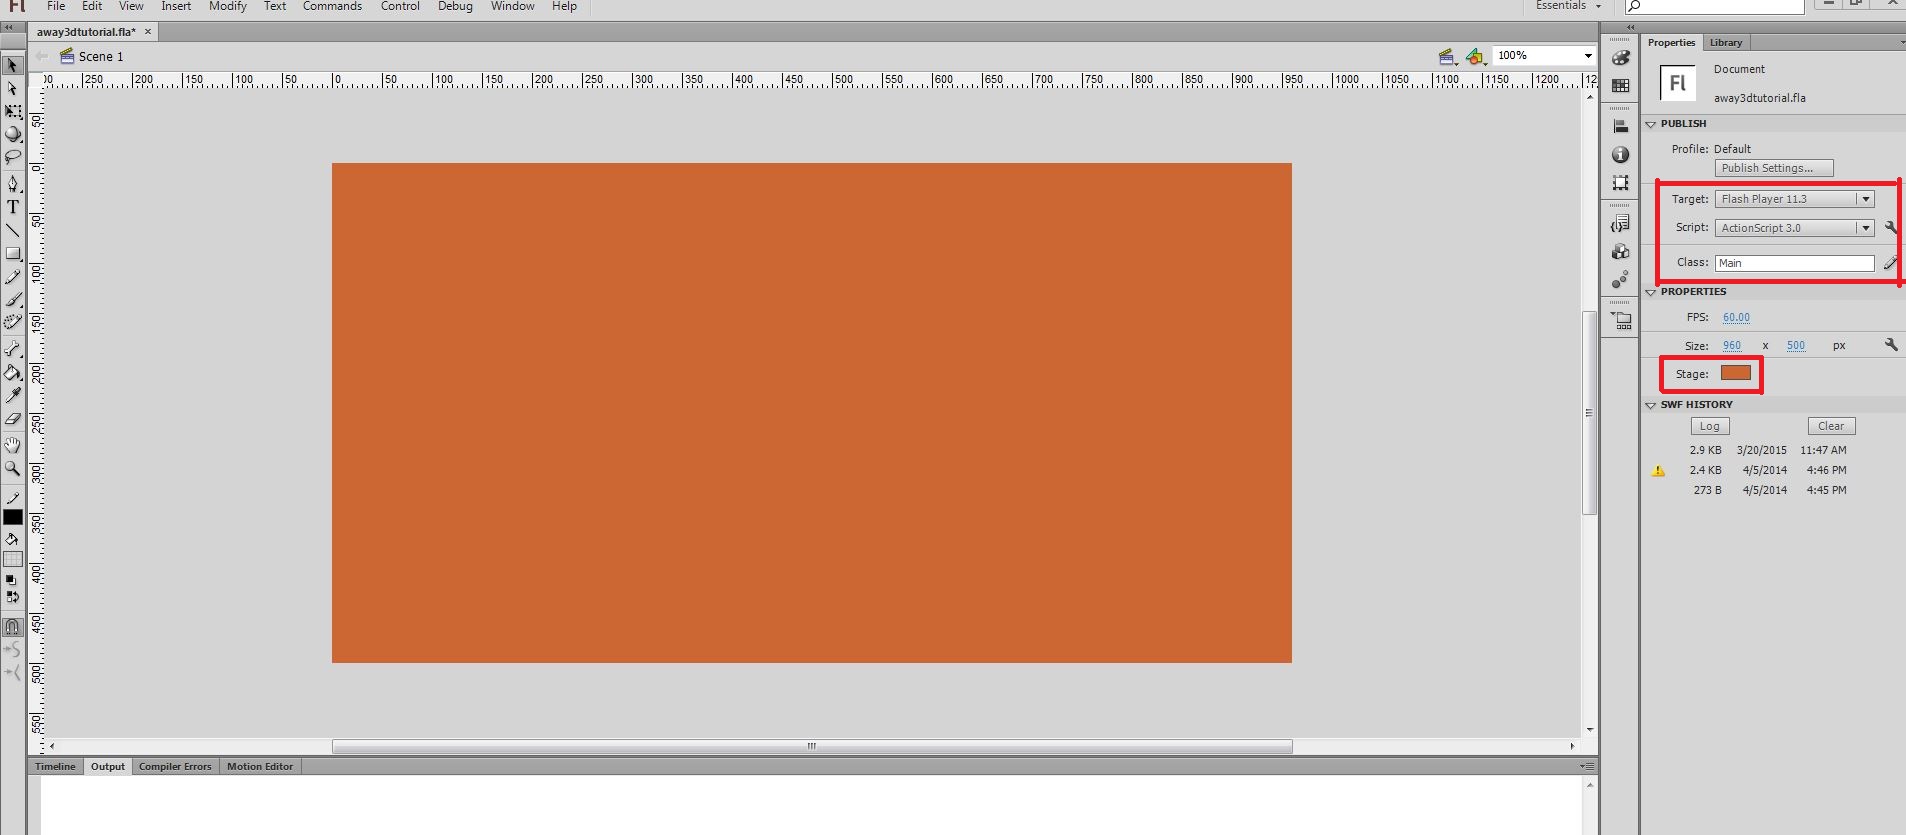 Fl File Edit View Insert Modify Text Commands Control Debug Window Help Essentials
away3dtutorial.fla* ×
Scene 1 100%
250 200 150 100 50 0 50 100 150 200 250 300 350 400 450 500 550 600 650 700 750 800 850 900 950 1000 1050 1100 1150 1200
50
0
50
100
150
200
250
300
350
400
450
500
550
Properties Library
Fl
Document
away3dtutorial.fla
PUBLISH
Profile: Default
Publish Settings...
Target: Flash Player 11.3
Script: ActionScript 3.0
Class: Main
PROPERTIES
FPS: 60.00
Size: 960 x 500 px
Stage:
SWF HISTORY
Log Clear
2.9 KB 3/20/2015 11:47 AM
2.4 KB 4/5/2014 4:46 PM
273 B 4/5/2014 4:45 PM
Timeline Output Compiler Errors Motion Editor